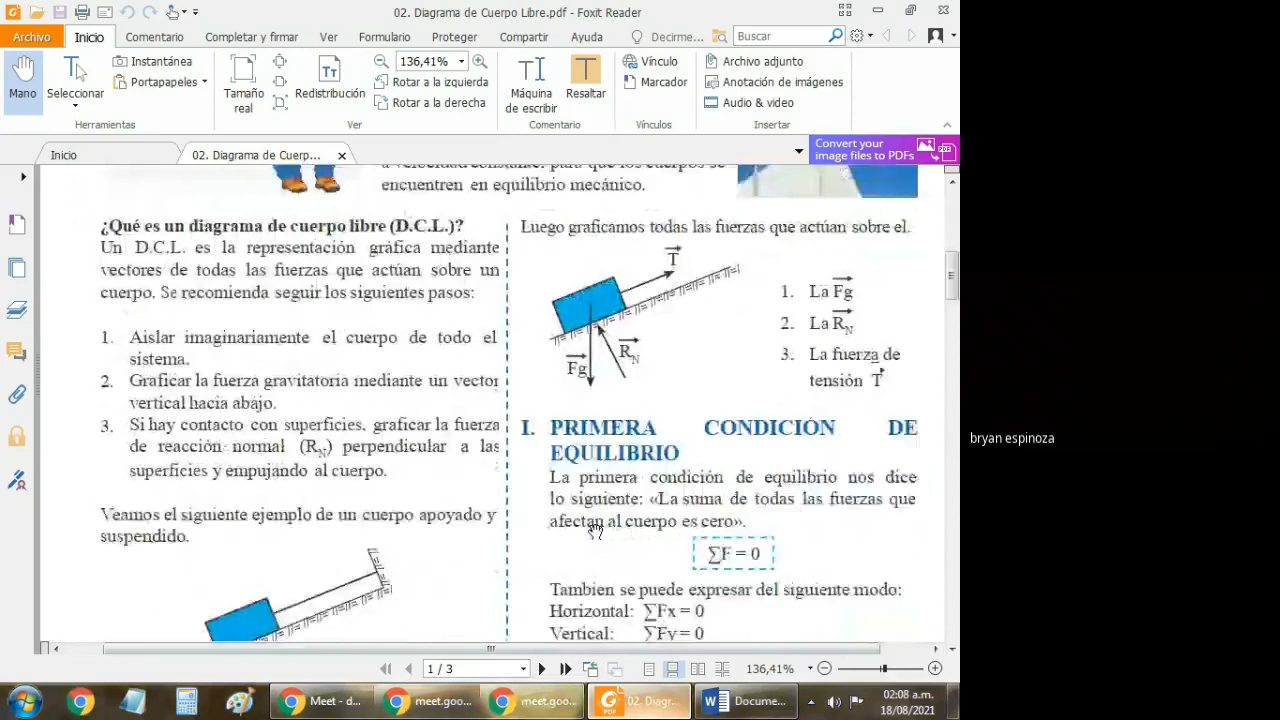 02. Diagrama de Cuerpo Libre.pdf - Foxit Reader
Archivo Inicio Comentario Completar y firmar Ver Formulario Proteger Compartir Ayuda Decirme... Buscar
Mano
Seleccionar
Instantánea
Portapapeles
Herramientas
Tamaño real
136,41%
Redistribución
Rotar a la izquierda
Rotar a la derecha
Ver
Máquina de escribir
Resaltar
Comentario
Vínculo
Marcador
Vínculos
Archivo adjunto
Anotación de imágenes
Audio & video
Insertar
Inicio
02. Diagrama de Cuerp...
Convert your
image files to PDFs
a velocidad constante, para que los cuerpos se
encuentren en equilibrio mecánico.
¿Qué es un diagrama de cuerpo libre (D.C.L.)?
Un D.C.L. es la representación gráfica mediante
vectores de todas las fuerzas que actúan sobre un
cuerpo. Se recomienda seguir los siguientes pasos:
1. Aislar imaginariamente el cuerpo de todo el
sistema.
2. Graficar la fuerza gravitatoria mediante un vector
vertical hacia abajo.
3. Si hay contacto con superficies, graficar la fuerza
de reacción normal (RN) perpendicular a las
superficies y empujando al cuerpo.
Veamos el siguiente ejemplo de un cuerpo apoyado y
suspendido.
Luego graficamos todas las fuerzas que actúan sobre el.
T
Fg
RN
1. La Fg
2. La RN
3. La fuerza de
tensión T
I. PRIMERA CONDICIÓN DE
EQUILIBRIO
La primera condición de equilibrio nos dice
lo siguiente: «La suma de todas las fuerzas que
afectan al cuerpo es cero».
∑F = 0
Tambien se puede expresar del siguiente modo:
Horizontal: ∑Fx = 0
Vertical: ∑Fy = 0
bryan espinoza
1 / 3
136,41%
Meet - d...
meet.goo...
meet.goo...
02. Diagr...
Docume...
02:08 a.m.
18/08/2021